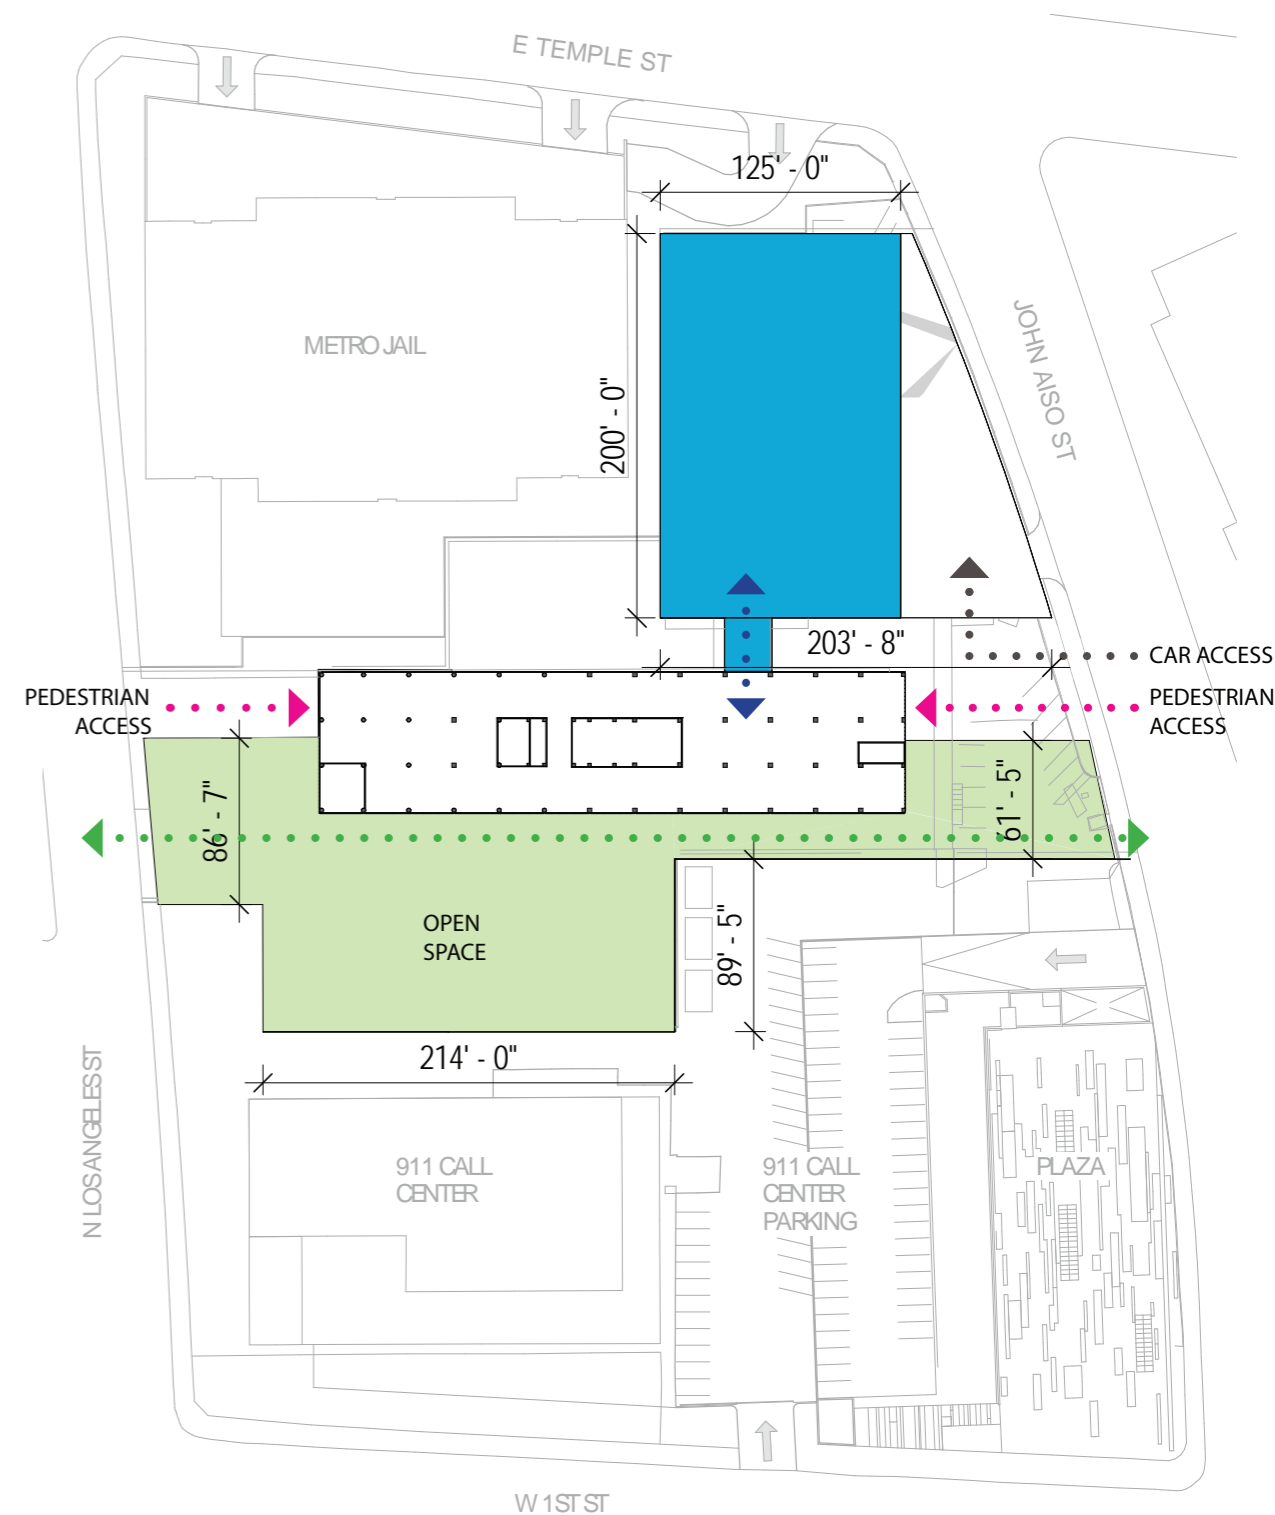 E TEMPLE ST
125' - 0"
METRO JAIL
JOHN AISO ST
200' - 0"
203' - 8"
CAR ACCESS
PEDESTRIAN
ACCESS
PEDESTRIAN
ACCESS
86' - 7"
61' - 5"
OPEN
SPACE
89' - 5"
214' - 0"
N LOS ANGELES ST
911 CALL
CENTER
911 CALL
CENTER
PARKING
PLAZA
W 1ST ST